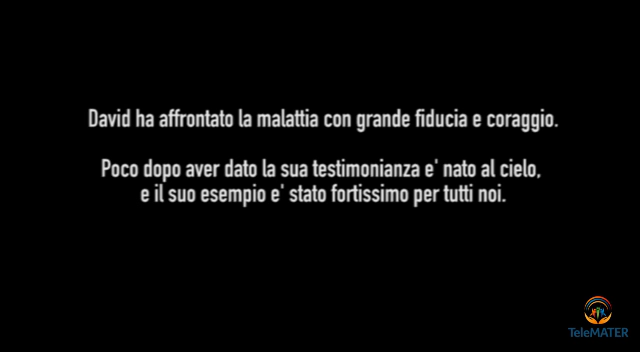 David ha affrontato la malattia con grande fiducia e coraggio.
Poco dopo aver dato la sua testimonianza e' nato al cielo,
e il suo esempio e' stato fortissimo per tutti noi.
TeleMATER